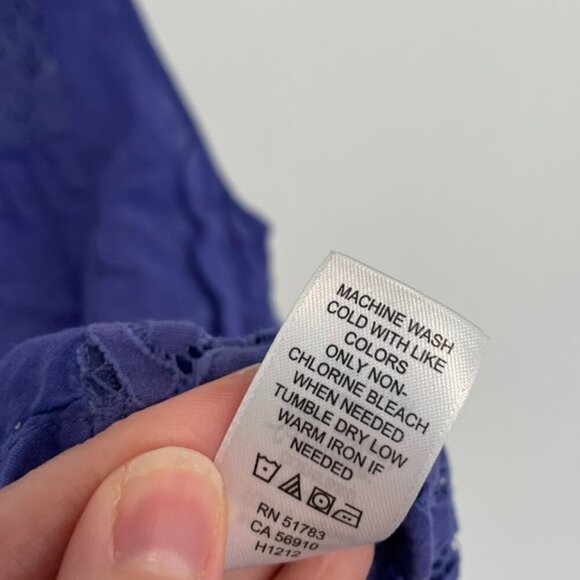 MACHINE WASH
COLD WITH LIKE
COLORS
ONLY NON-
CHLORINE BLEACH
WHEN NEEDED
TUMBLE DRY LOW
WARM IRON IF
NEEDED
RN 51783
CA 56910
H1212